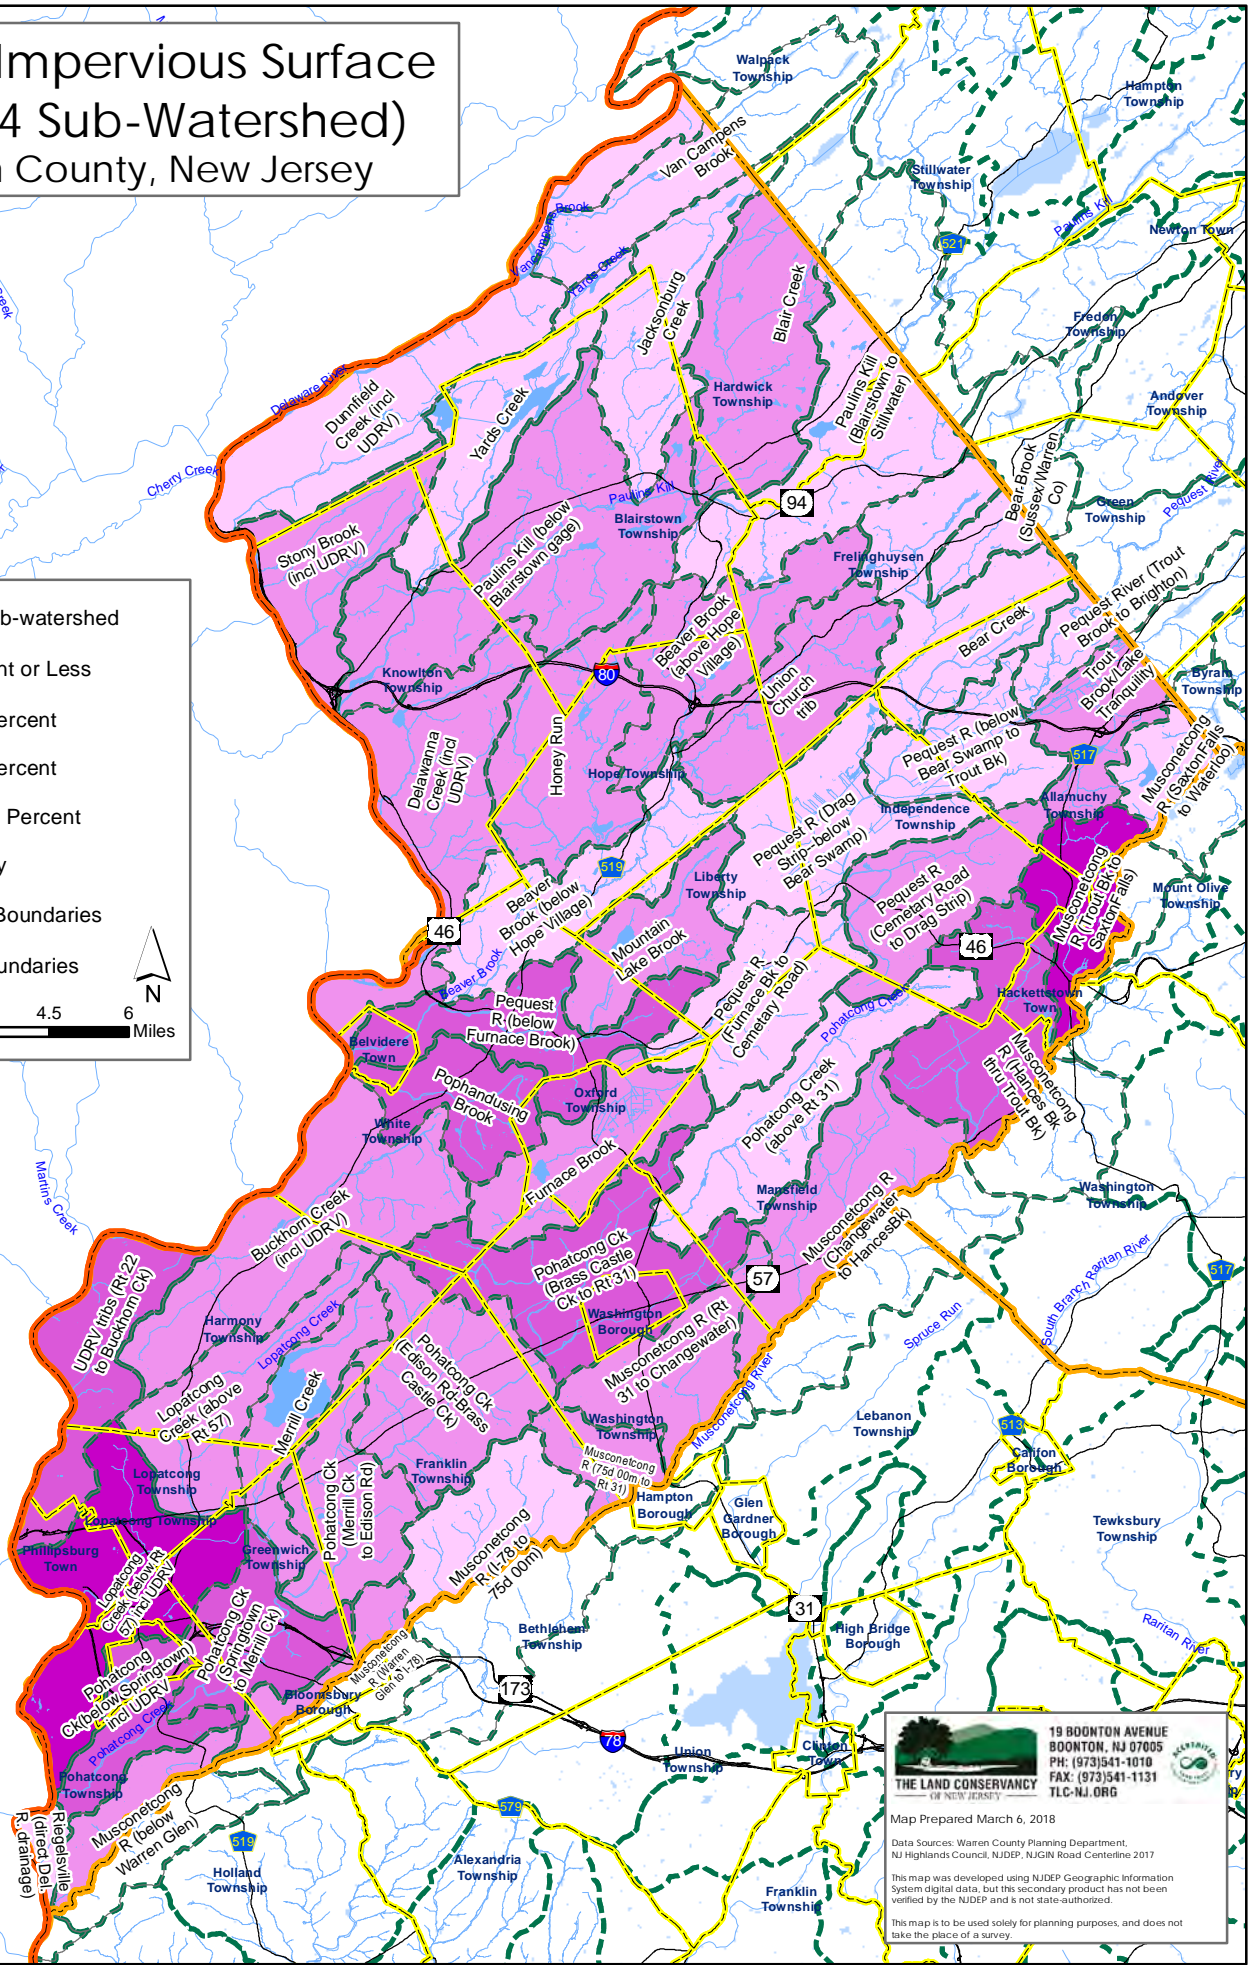 Impervious Surface
4 Sub-Watershed)
County, New Jersey
Walpack
Township
Hampton
Township
Van Campens
Brook
Stillwater
Township
Vancampens Brook
Yards Creek
Paulins Kill
Newton Town
521
Jacksonburg
Creek
Blair Creek
Fredon
Township
Delaware River
Dunnfield
Creek (incl
UDRV)
Yards Creek
Hardwick
Township
Paulins Kill
(Blairstown to
Stillwater)
Andover
Township
Cherry Creek
Paulins Kill
94
Bear Brook
(Sussex/Warren
Co)
Green
Township
Pequest River
Stony Brook
(incl UDRV)
Paulins Kill (below
Blairstown gage)
Blairstown
Township
Frelinghuysen
Township
Pequest River (Trout
Brook to Brighton)
b-watershed
nt or Less
ercent
ercent
Percent
y
Boundaries
undaries
N
4.5
6
Miles
Knowlton
Township
80
Beaver Brook
(above Hope
Village)
Union
Church
trib
Bear Creek
Trout
Brook/Lake
Tranquility
Byram
Township
Delawanna
Creek (incl
UDRV)
Honey Run
Hope Township
Pequest R (below
Bear Swamp to
Trout Bk)
517
Musconetcong
R (Saxton Falls
to Waterloo)
Allamuchy
Township
Independence
Township
Pequest R (Drag
Strip--below
Bear Swamp)
519
Liberty
Township
Beaver
Brook (below
Hope Village)
Pequest R
(Cemetery Road
to Drag Strip)
Musconetcong
R (Trout Bk to
Saxton Falls)
Mount Olive
Township
46
46
Mountain
Lake Brook
Beaver Brook
Pequest
R (below
Furnace Brook)
Pequest R
(Furnace Bk to
Cemetery Road)
Pohatcong Creek
Hackettstown
Town
Belvidere
Town
Pophandusing
Brook
Oxford
Township
Pohatcong Creek
(above Rt 31)
Musconetcong
R (Hances Bk
thru Trout Bk)
White
Township
Martins Creek
Furnace Brook
Mansfield
Township
Washington
Township
Buckhorn Creek
(incl UDRV)
Musconetcong R
(Changewater
to HancesBk)
UDRV tribs (Rt 22
to Buckhorn Ck)
Pohatcong Ck
(Brass Castle
Ck to Rt 31)
57
South Branch Raritan River
517
Harmony
Township
Lopatcong Creek
Washington
Borough
Spruce Run
Pohatcong Ck
(Edison Rd-Brass
Castle Ck)
Musconetcong R (Rt
31 to Changewater)
Musconetcong River
Lopatcong
Creek (above
Rt 57)
Merrill Creek
Washington
Township
Lebanon
Township
513
Califon
Borough
Lopatcong
Township
Franklin
Township
Musconetcong
R (75d 00m to
Rt 31)
Hampton
Borough
Glen
Gardner
Borough
Tewksbury
Township
Lopatcong Township
Phillipsburg
Town
Greenwich
Township
Pohatcong Ck
(Merrill Ck
to Edison Rd)
Musconetcong
R (I-78 to
75d 00m)
Lopatcong
Creek (below Rt
57) incl UDRV
Pohatcong Ck
(Springtown
to Merrill Ck)
31
Bethlehem
Township
High Bridge
Borough
Raritan River
Pohatcong
Ck(below Springtown)
incl UDRV
Musconetcong
R (Warren
Glen to I-78)
Bloomsbury
Borough
173
Pohatcong Creek
78
Union
Township
Clinton
Town
Pohatcong
Township
Musconetcong
R (below
Warren Glen)
Riegelsville
(direct Del.
R. drainage)
579
519
Holland
Township
Alexandria
Township
Franklin
Township
THE LAND CONSERVANCY
OF NEW JERSEY
19 BOONTON AVENUE
BOONTON, NJ 07005
PH: (973)541-1010
FAX: (973)541-1131
TLC-NJ.ORG
ACCREDITED
Map Prepared March 6, 2018
Data Sources: Warren County Planning Department,
NJ Highlands Council, NJDEP, NJGIN Road Centerline 2017
This map was developed using NJDEP Geographic Information
System digital data, but this secondary product has not been
verified by the NJDEP and is not state-authorized.
This map is to be used solely for planning purposes, and does not
take the place of a survey.